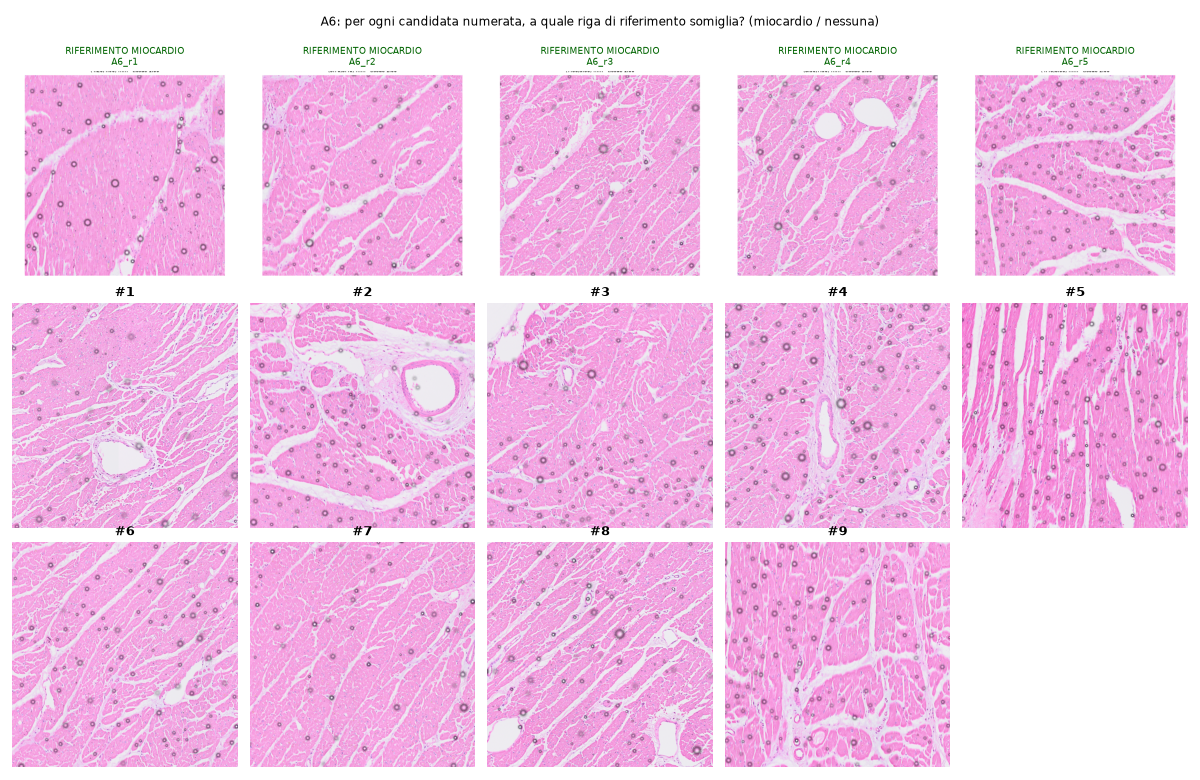 A6: per ogni candidata numerata, a quale riga di riferimento somiglia? (miocardio / nessuna)
RIFERIMENTO MIOCARDIO
A6_r1
RIFERIMENTO MIOCARDIO
A6_r2
RIFERIMENTO MIOCARDIO
A6_r3
RIFERIMENTO MIOCARDIO
A6_r4
RIFERIMENTO MIOCARDIO
A6_r5
#1
#2
#3
#4
#5
#6
#7
#8
#9